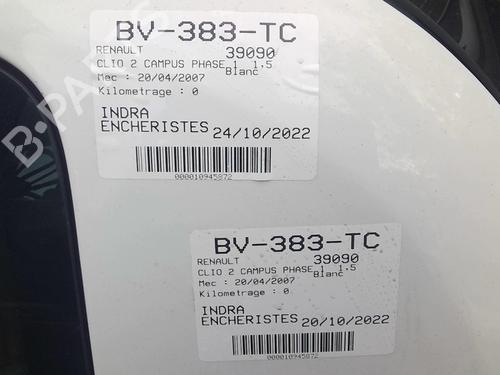 BV-383-TC
RENAULT 39090
CLIO 2 CAMPUS PHASE 1 1.5
Blanc
Mec : 20/04/2007
Kilometrage : 0
INDRA
ENCHERISTES 24/10/2022
000010945872
BV-383-TC
RENAULT 39090
CLIO 2 CAMPUS PHASE 1.5
Blanc
Mec : 20/04/2007
Kilometrage : 0
INDRA
ENCHERISTES 20/10/2022
000010945872
B-PARTS